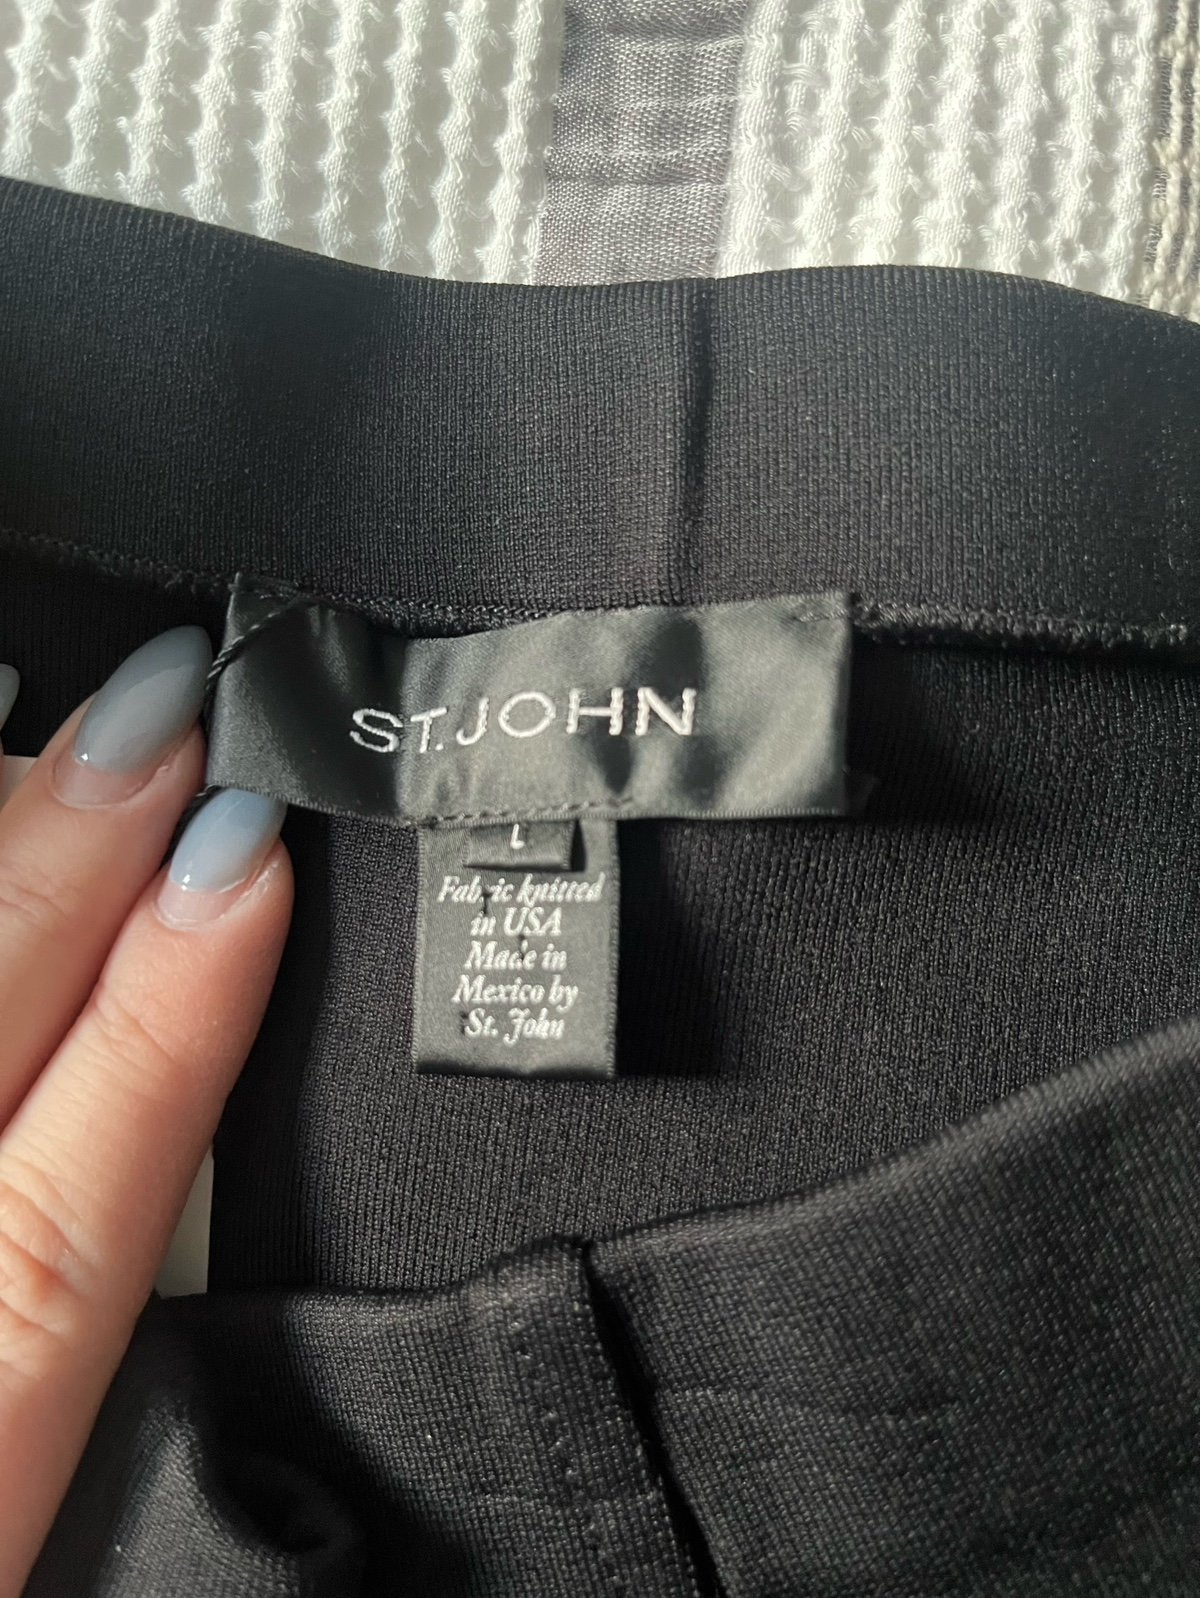 ST. JOHN
L
Fabric knitted
in USA
Made in
Mexico by
St. John